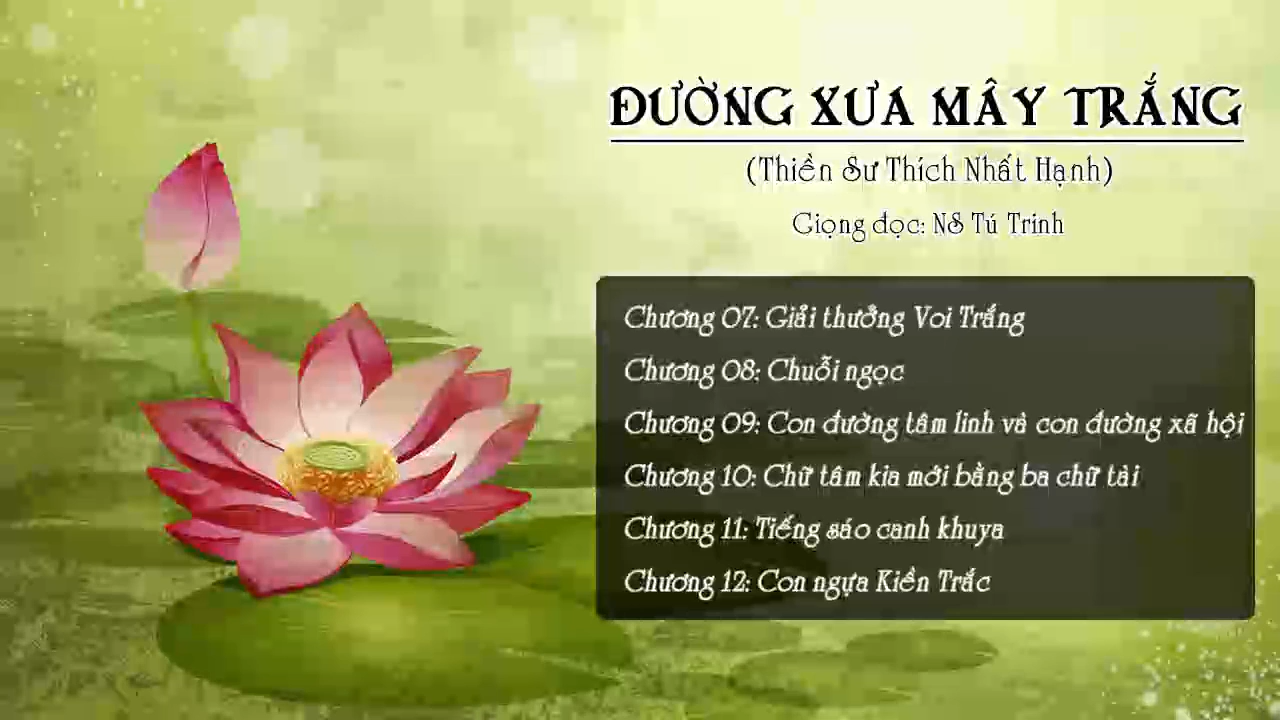 ĐƯỜNG XƯA MÂY TRẮNG
(Thiền Sư Thích Nhất Hạnh)
Giọng đọc: NS Tú Trinh
Chương 07: Giải thưởng Voi Trắng
Chương 08: Chuỗi ngọc
Chương 09: Con đường tâm linh và con đường xã hội
Chương 10: Chữ tâm kia mới bằng ba chữ tài
Chương 11: Tiếng sáo canh khuya
Chương 12: Con ngựa Kiền Trắc